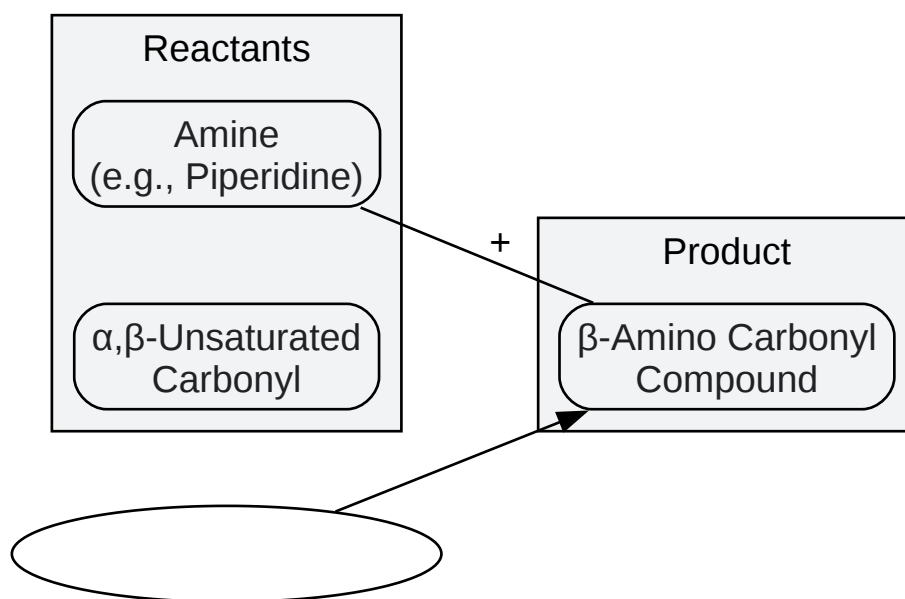 Reactants
Amine
(e.g., Piperidine)
+
Product
α,β-Unsaturated
Carbonyl
β-Amino Carbonyl
Compound